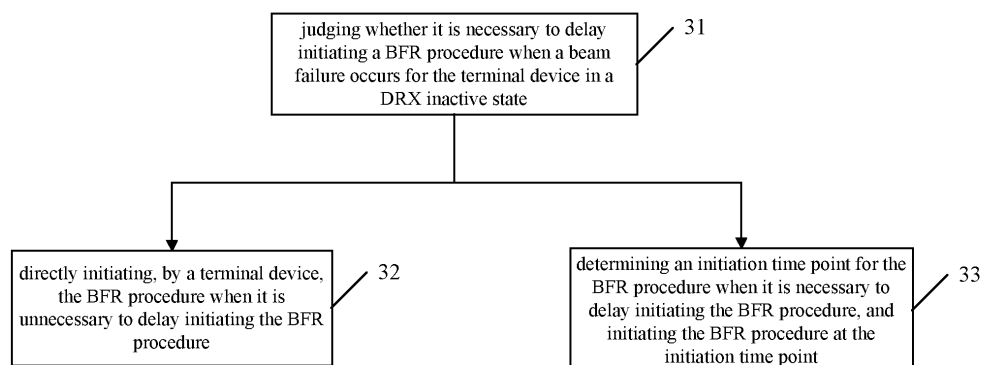 judging whether it is necessary to delay
initiating a BFR procedure when a beam
failure occurs for the terminal device in a
DRX inactive state
31
directly initiating, by a terminal device,
the BFR procedure when it is
unnecessary to delay initiating the BFR
procedure
32
determining an initiation time point for the
BFR procedure when it is necessary to
delay initiating the BFR procedure, and
initiating the BFR procedure at the
initiation time point
33